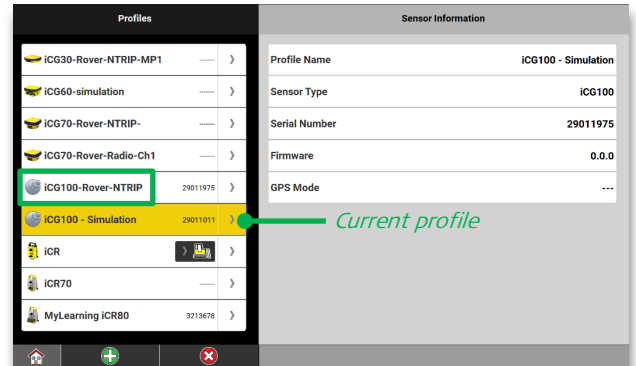 Profiles
Sensor Information
iCG30-Rover-NTRIP-MP1 ------
iCG60-simulation ------
iCG70-Rover-NTRIP- ------
iCG70-Rover-Radio-Ch1 ------
iCG100-Rover-NTRIP 29011975
iCG100 - Simulation 29011011
iCR
iCR70 ------
MyLearning iCR80 3213678
Profile Name iCG100 - Simulation
Sensor Type iCG100
Serial Number 29011975
Firmware 0.0.0
GPS Mode ---
Current profile